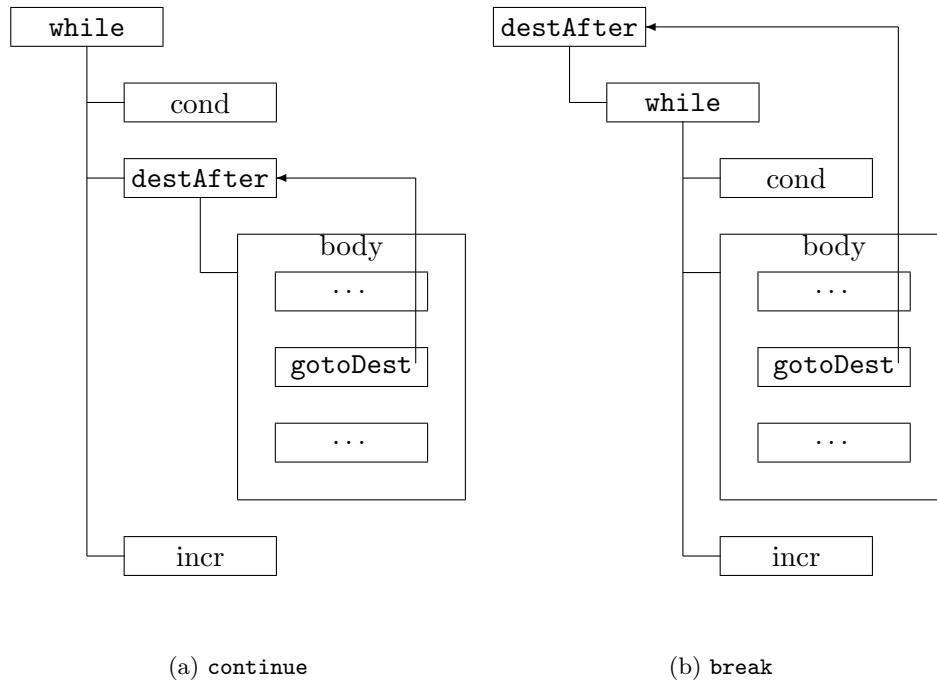 while
cond
destAfter
body
...
gotoDest
...
incr
(a) continue
destAfter
while
cond
body
...
gotoDest
...
incr
(b) break